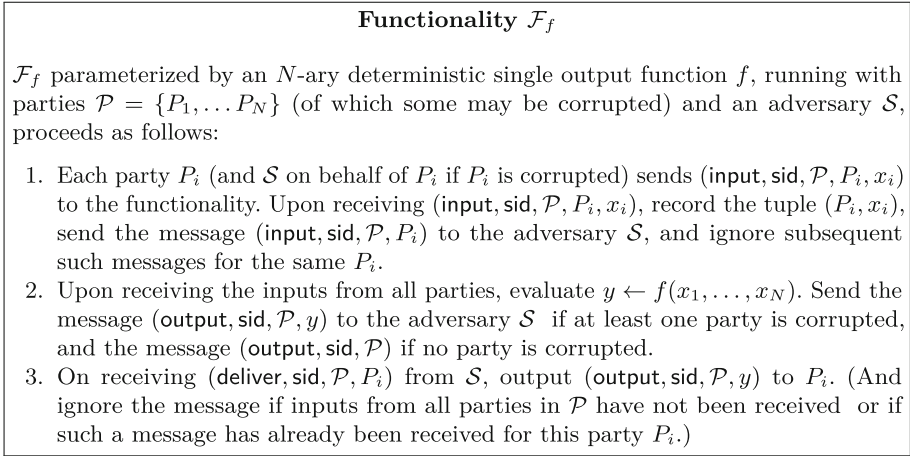 Functionality 𝓕_f
𝓕_f parameterized by an N-ary deterministic single output function f, running with
parties 𝒫 = {P_1, … P_N} (of which some may be corrupted) and an adversary 𝒮,
proceeds as follows:
1. Each party P_i (and 𝒮 on behalf of P_i if P_i is corrupted) sends (input, sid, 𝒫, P_i, x_i)
to the functionality. Upon receiving (input, sid, 𝒫, P_i, x_i), record the tuple (P_i, x_i),
send the message (input, sid, 𝒫, P_i) to the adversary 𝒮, and ignore subsequent
such messages for the same P_i.
2. Upon receiving the inputs from all parties, evaluate y ← f(x_1, …, x_N). Send the
message (output, sid, 𝒫, y) to the adversary 𝒮 if at least one party is corrupted,
and the message (output, sid, 𝒫) if no party is corrupted.
3. On receiving (deliver, sid, 𝒫, P_i) from 𝒮, output (output, sid, 𝒫, y) to P_i. (And
ignore the message if inputs from all parties in 𝒫 have not been received or if
such a message has already been received for this party P_i.)